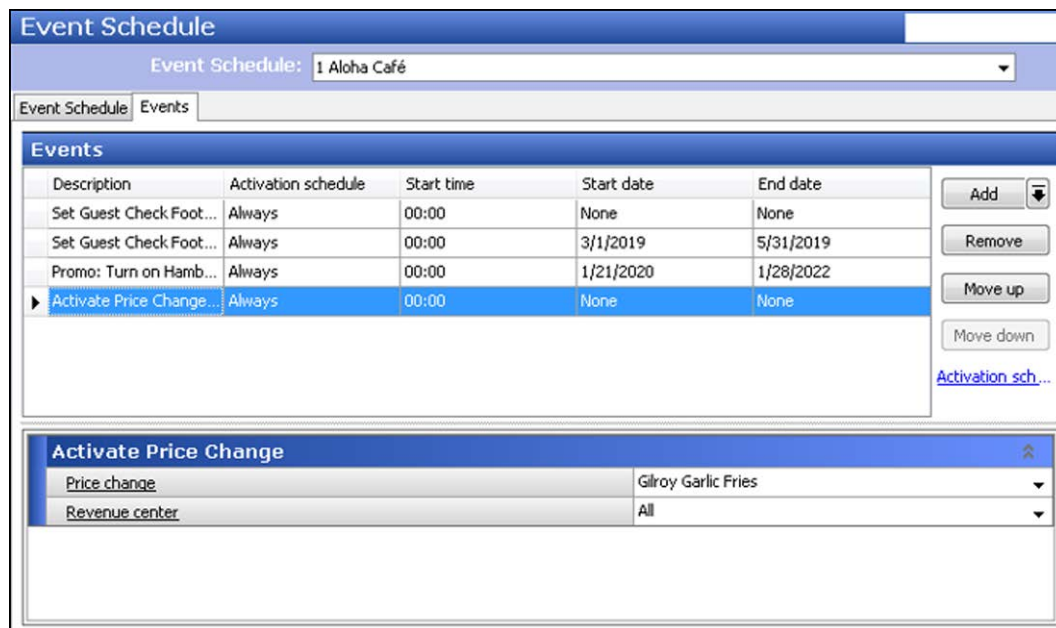 Event Schedule
Event Schedule: 1 Aloha Café
Event Schedule Events
Events
Description Activation schedule Start time Start date End date
Set Guest Check Foot... Always 00:00 None None
Set Guest Check Foot... Always 00:00 3/1/2019 5/31/2019
Promo: Turn on Hamb... Always 00:00 1/21/2020 1/28/2022
Activate Price Change... Always 00:00 None None
Add
Remove
Move up
Move down
Activation sch...
Activate Price Change
Price change Gilroy Garlic Fries
Revenue center All